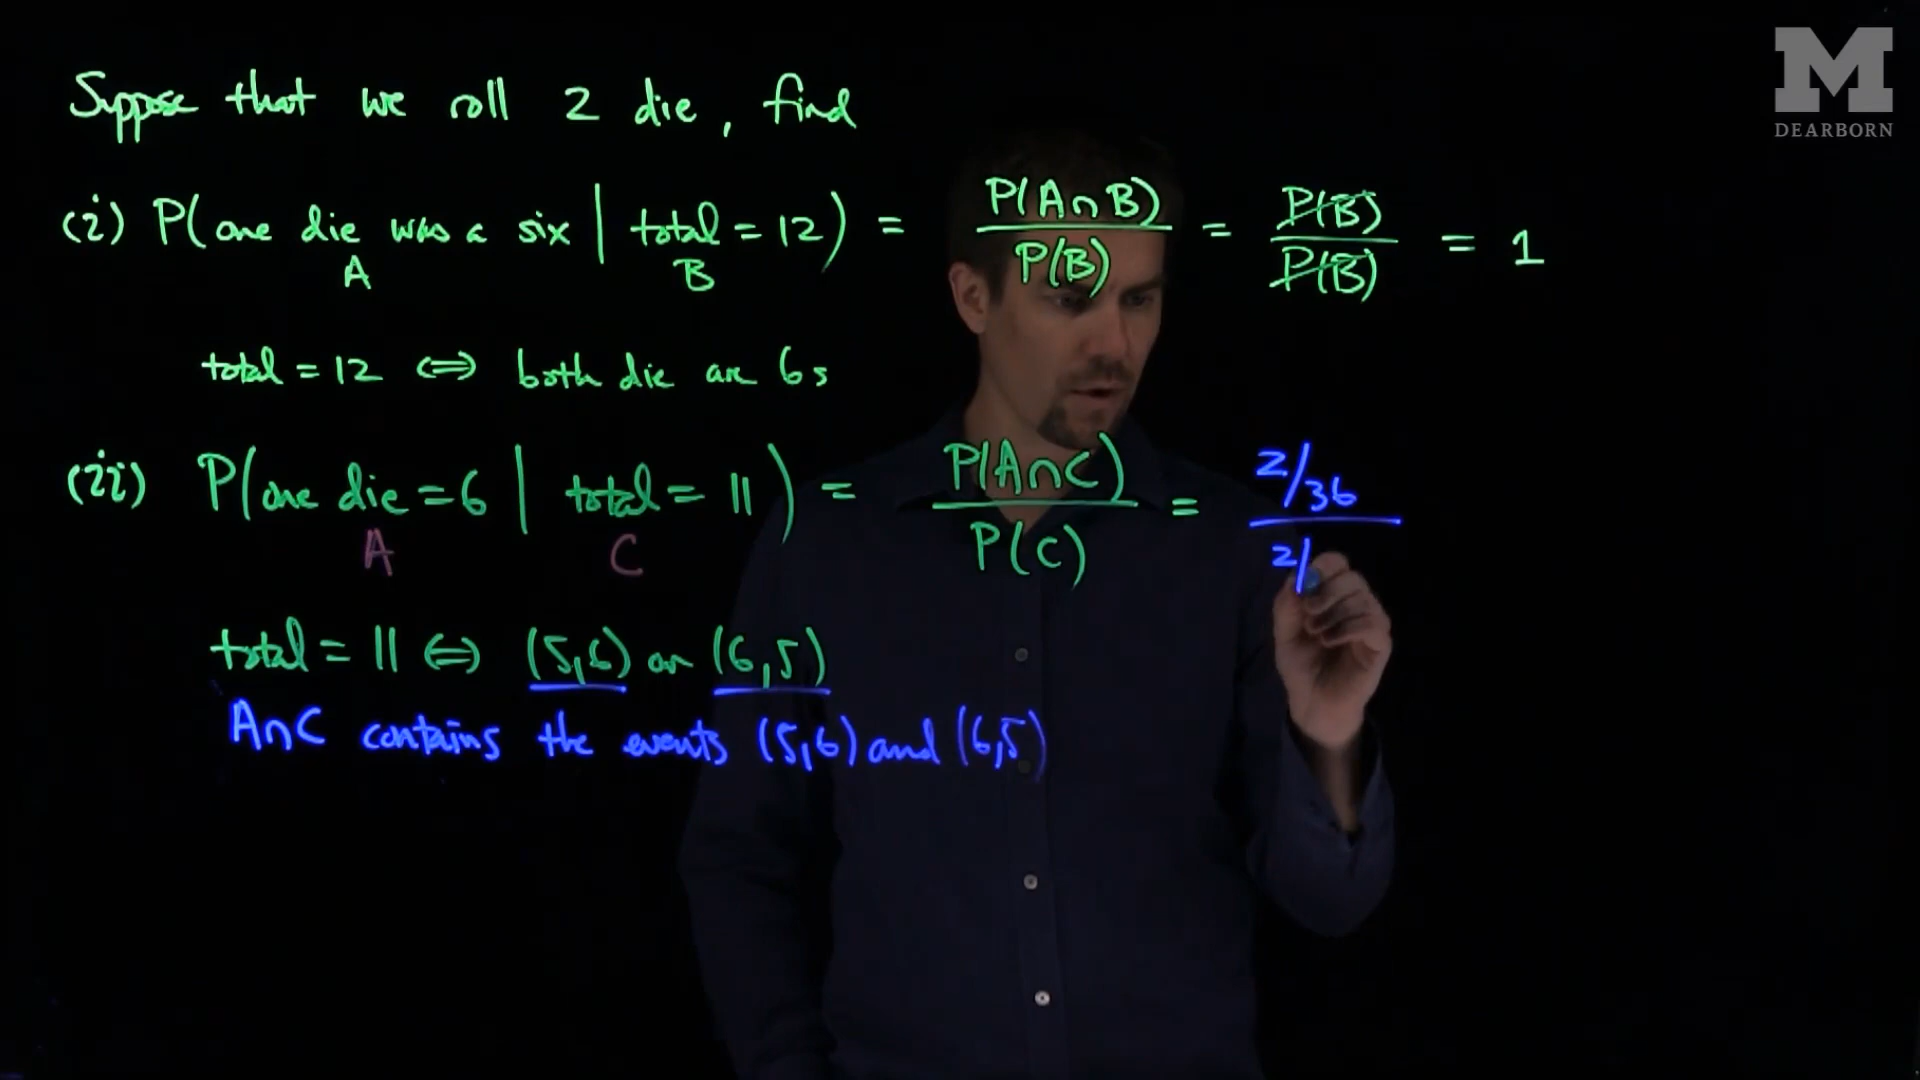 M
DEARBORN
Suppose that we roll 2 die, find
(i) P(one die was a six | total = 12) = P(A∩B) / P(B) = P(B) / P(B) = 1
A B
total = 12 ⟺ both die are 6s
(ii) P(one die = 6 | total = 11) = P(A∩C) / P(C) = 2/36 / 2/
A C
total = 11 ⟺ (5,6) or (6,5)
A∩C contains the events (5,6) and (6,5)